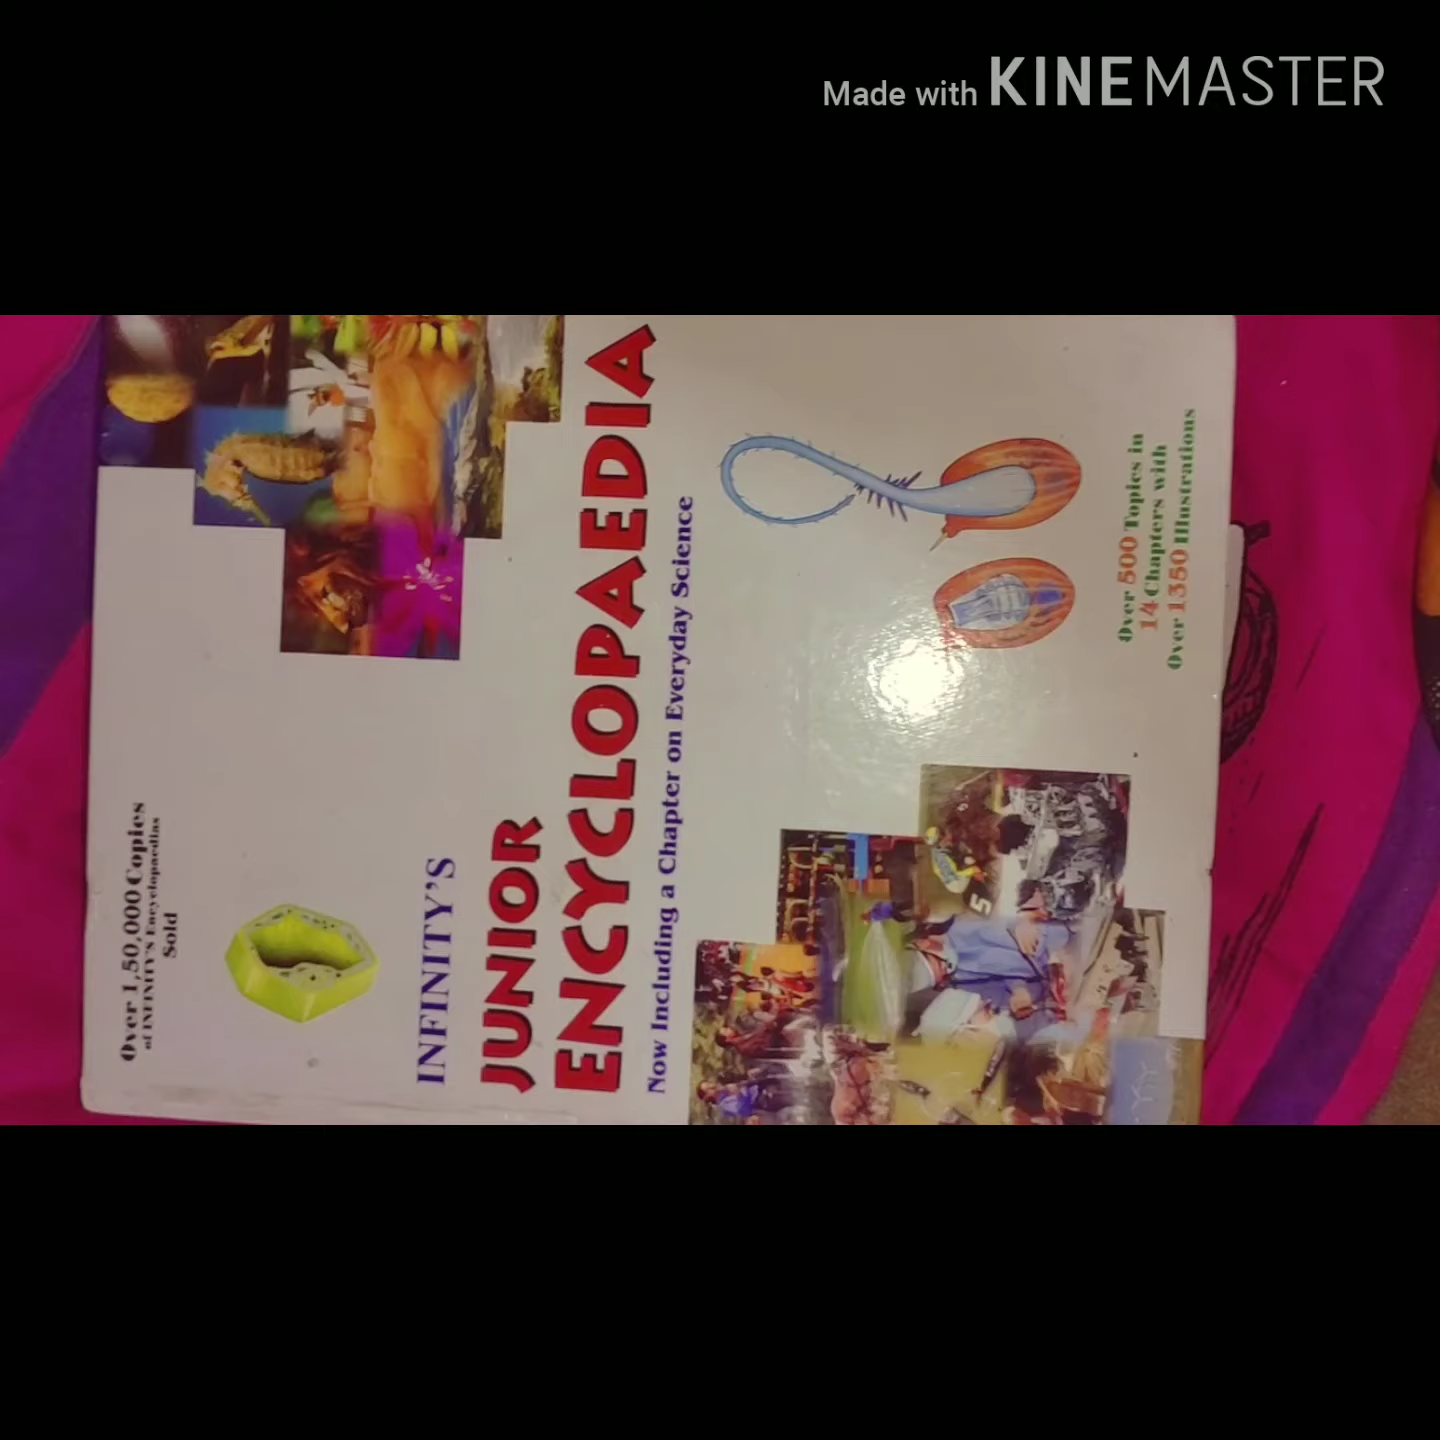 Made with KINEMASTER
Over 1,50,000 Copies
of INFINITY'S Encyclopaedias
Sold
INFINITY'S
JUNIOR
ENCYCLOPAEDIA
Now Including a Chapter on Everyday Science
5
Over 500 Topics in
14 Chapters with
Over 1350 Illustrations